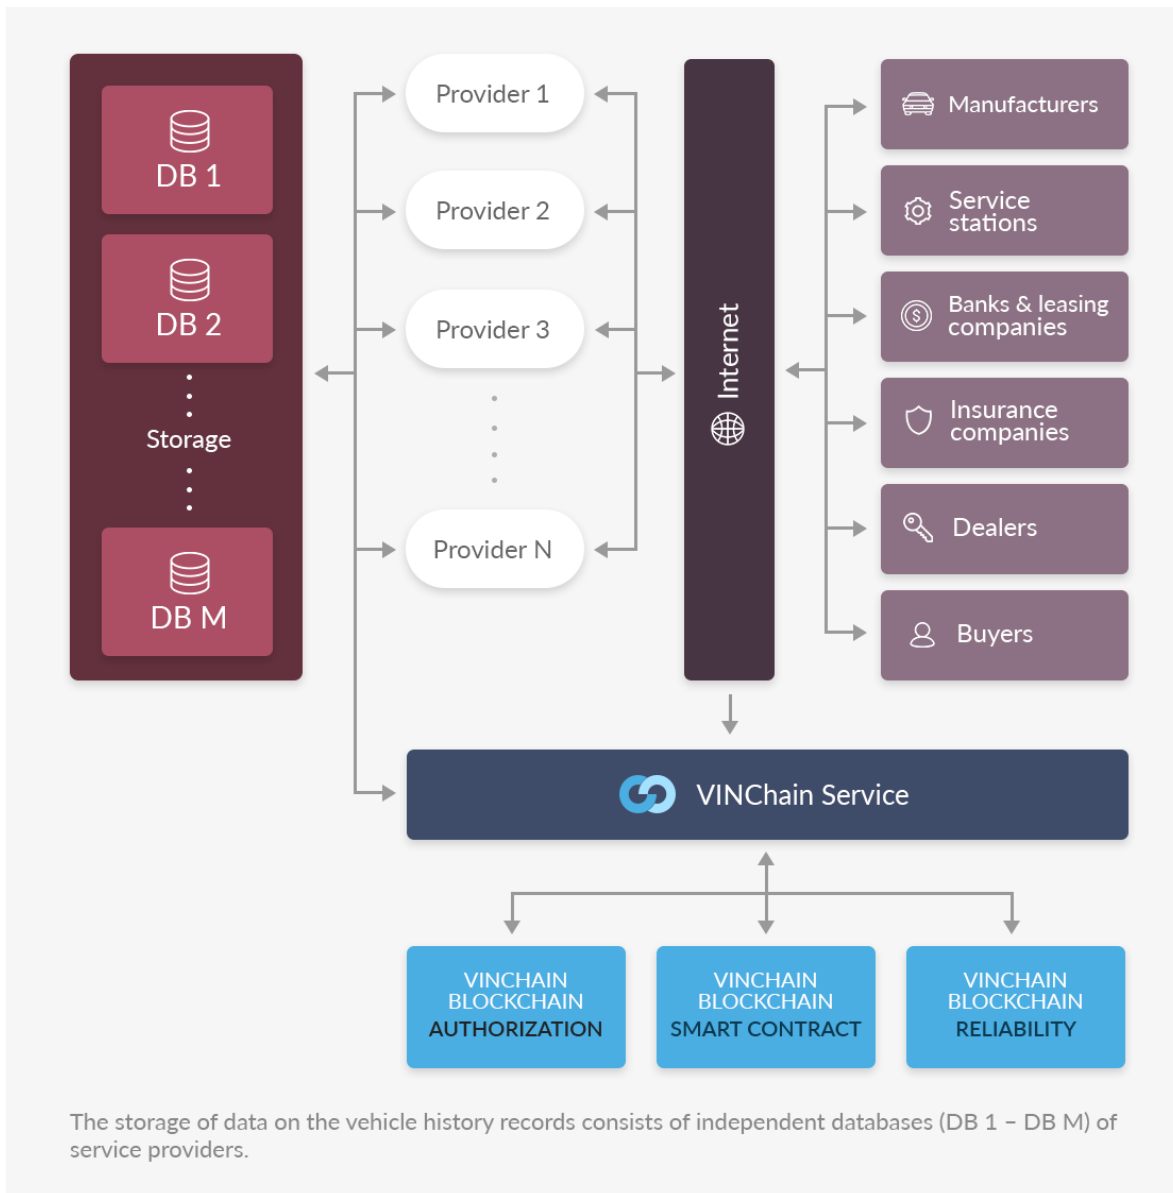 DB 1
DB 2
Storage
DB M
Provider 1
Provider 2
Provider 3
Provider N
Internet
Manufacturers
Service
stations
Banks & leasing
companies
Insurance
companies
Dealers
Buyers
VINChain Service
VINCHAIN
BLOCKCHAIN
AUTHORIZATION
VINCHAIN
BLOCKCHAIN
SMART CONTRACT
VINCHAIN
BLOCKCHAIN
RELIABILITY
The storage of data on the vehicle history records consists of independent databases (DB 1 – DB M) of
service providers.